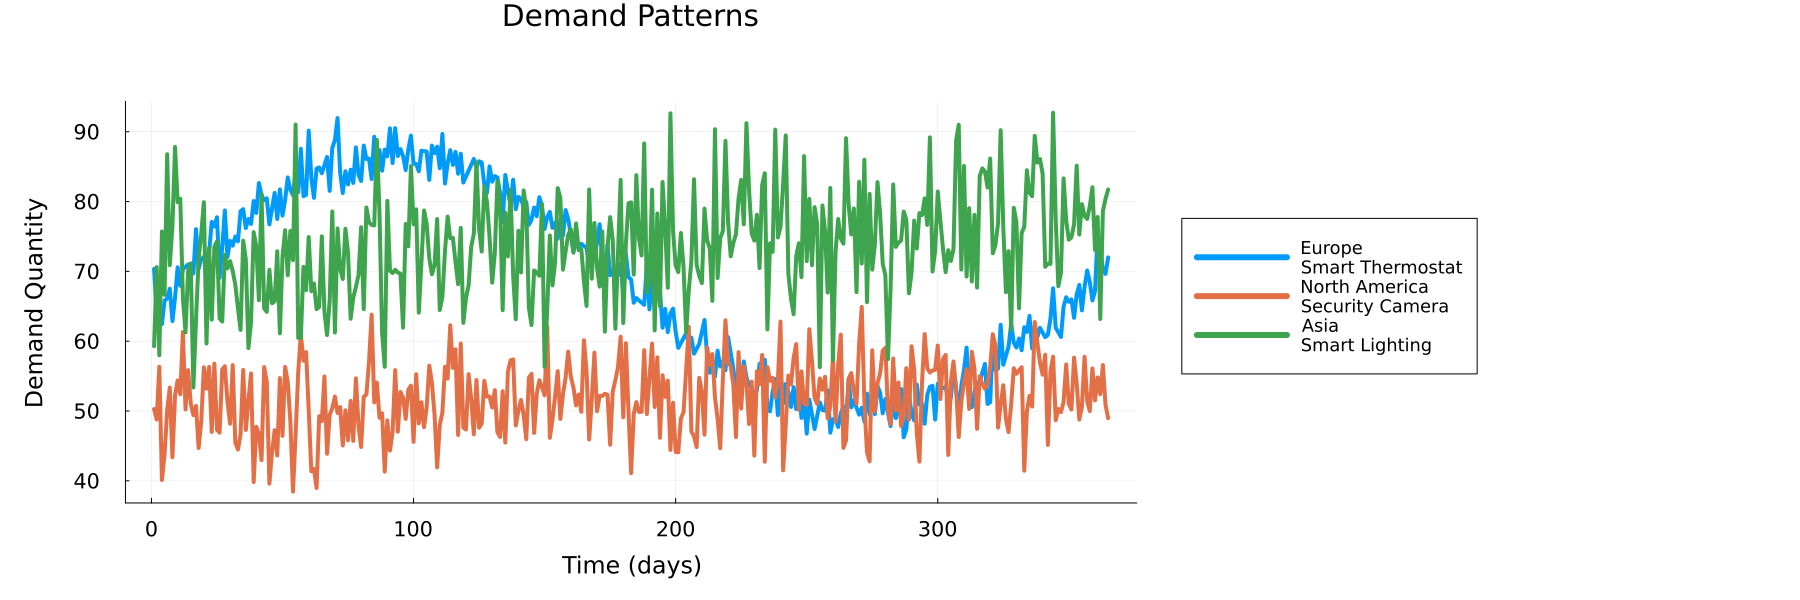 Demand Patterns
Demand Quantity
90
80
70
60
50
40
0
100
200
300
Time (days)
Europe
Smart Thermostat
North America
Security Camera
Asia
Smart Lighting